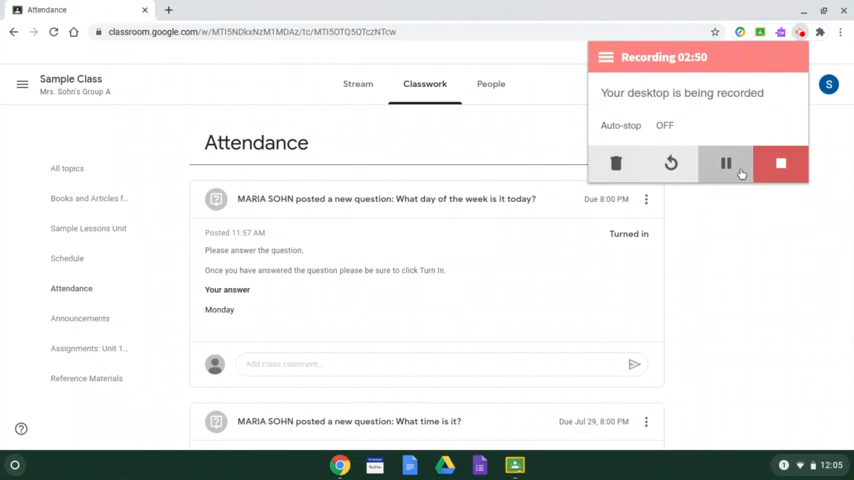 Attendance
classroom.google.com/w/MTI5NDkxNzM1MDAz/tc/MTI5OTQ5OTczNTcw
Recording 02:50
Your desktop is being recorded
Auto-stop OFF
Sample Class
Mrs. Sohn's Group A
Stream Classwork People
S
Attendance
All topics
Books and Articles f...
Sample Lessons Unit
Schedule
Attendance
Announcements
Assignments: Unit 1...
Reference Materials
MARIA SOHN posted a new question: What day of the week is it today? Due 8:00 PM
Posted 11:57 AM Turned in
Please answer the question.
Once you have answered the question please be sure to click Turn In.
Your answer
Monday
Add class comment...
MARIA SOHN posted a new question: What time is it? Due Jul 29, 8:00 PM
1 12:05